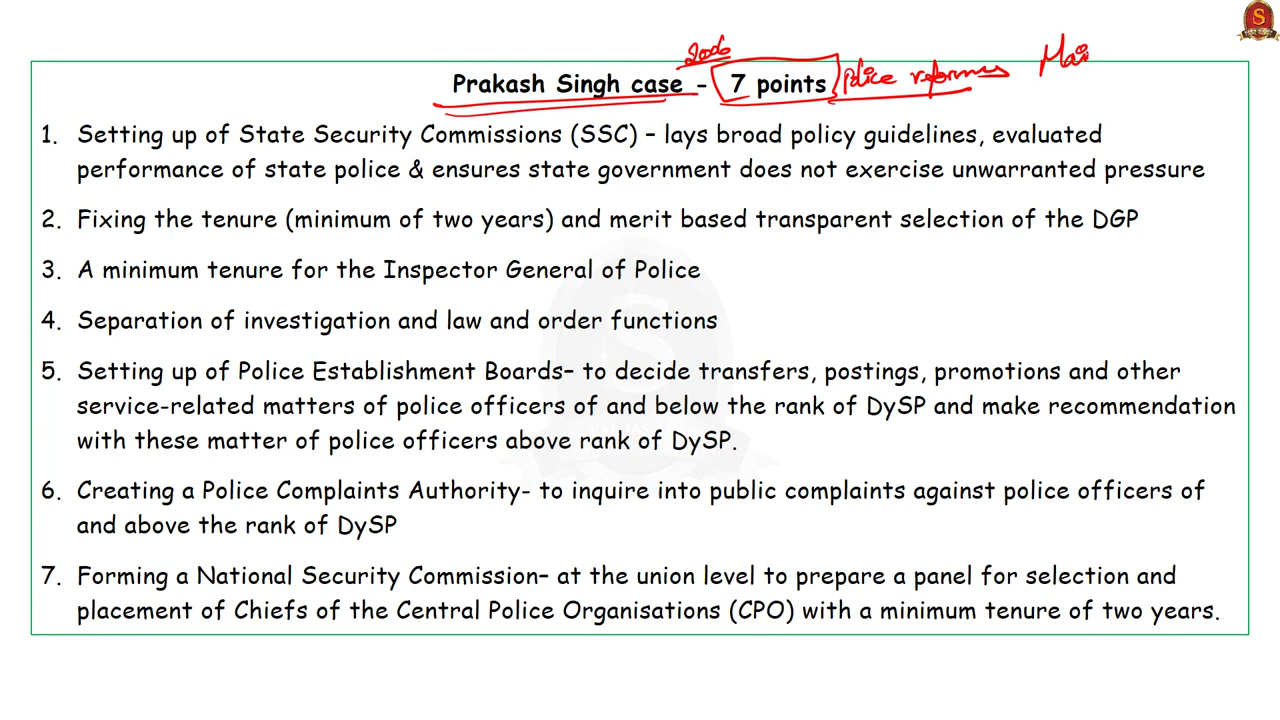 2006
Prakash Singh case - 7 points Police reforms Mai
1. Setting up of State Security Commissions (SSC) – lays broad policy guidelines, evaluated
performance of state police & ensures state government does not exercise unwarranted pressure
2. Fixing the tenure (minimum of two years) and merit based transparent selection of the DGP
3. A minimum tenure for the Inspector General of Police
4. Separation of investigation and law and order functions
5. Setting up of Police Establishment Boards– to decide transfers, postings, promotions and other
service-related matters of police officers of and below the rank of DySP and make recommendation
with these matter of police officers above rank of DySP.
6. Creating a Police Complaints Authority- to inquire into public complaints against police officers of
and above the rank of DySP
7. Forming a National Security Commission– at the union level to prepare a panel for selection and
placement of Chiefs of the Central Police Organisations (CPO) with a minimum tenure of two years.